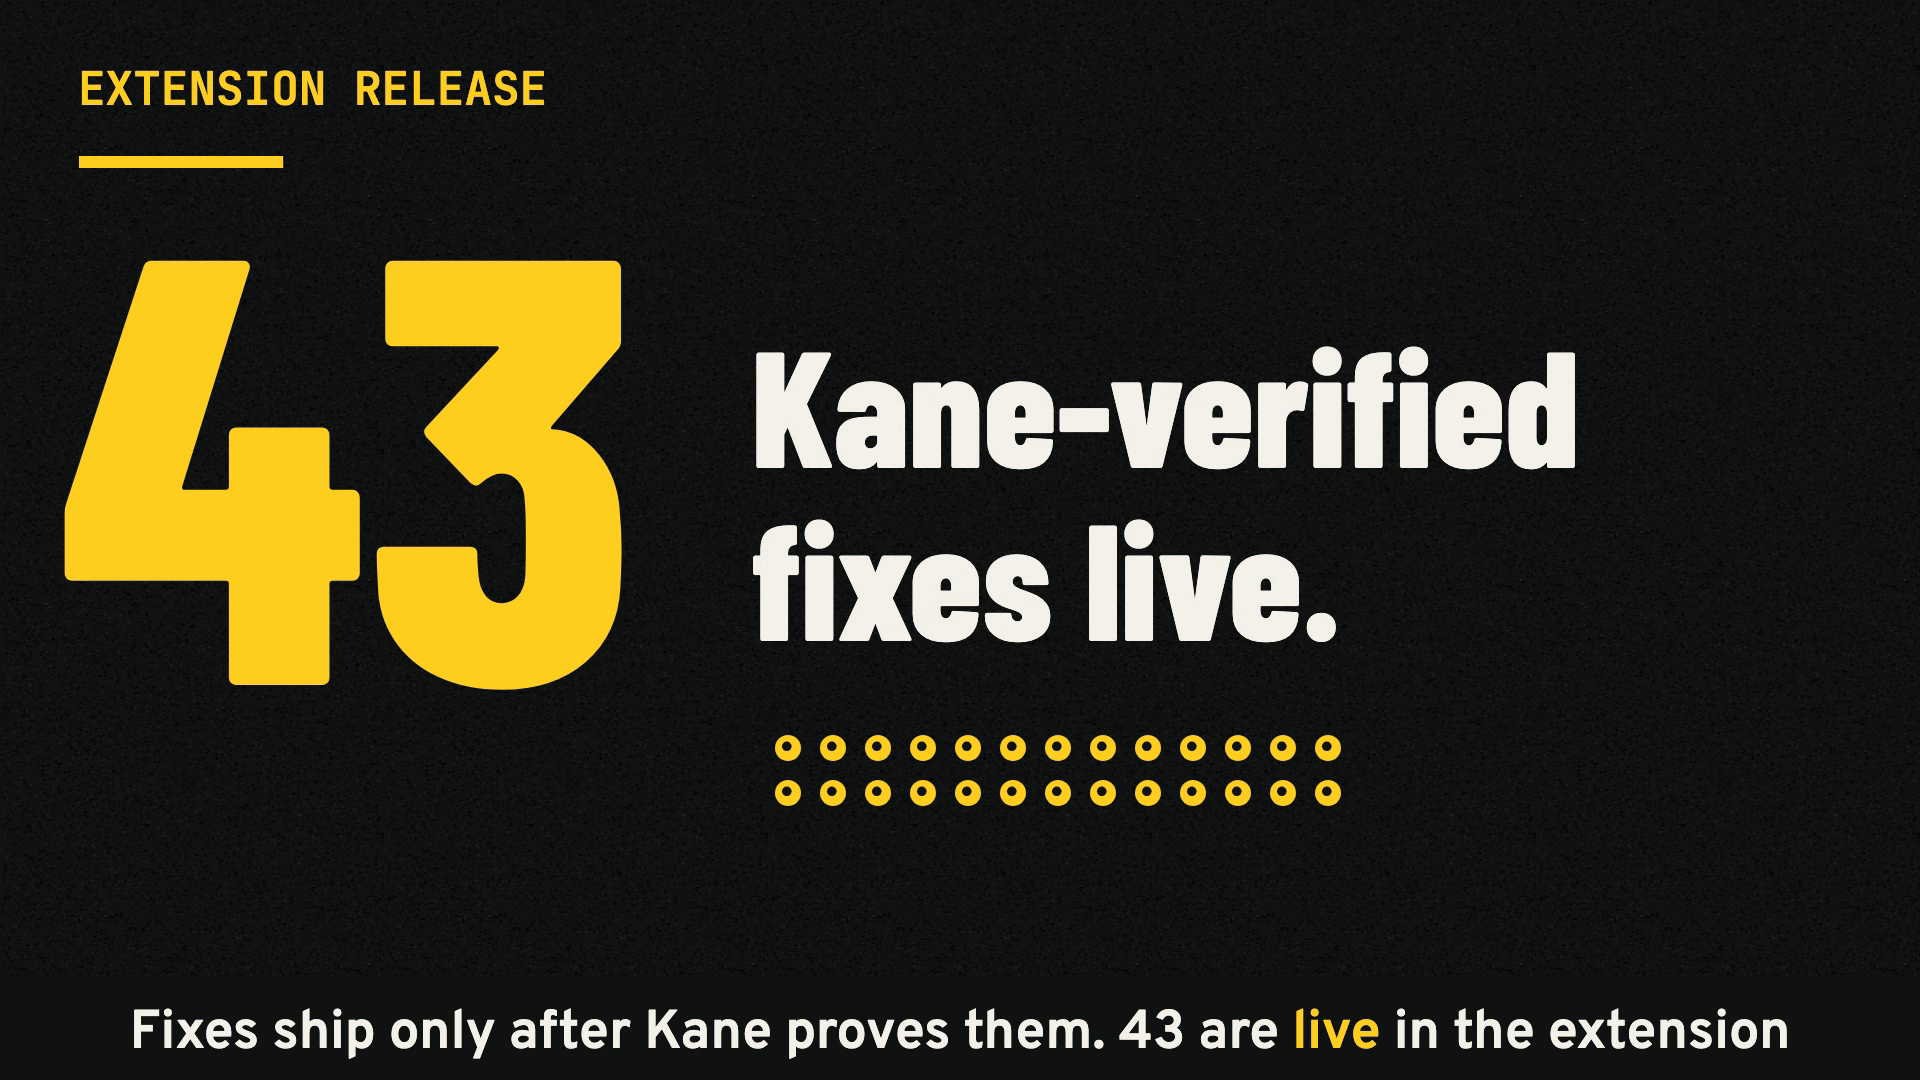 EXTENSION RELEASE
43
Kane-verified
fixes live.
Fixes ship only after Kane proves them. 43 are live in the extension